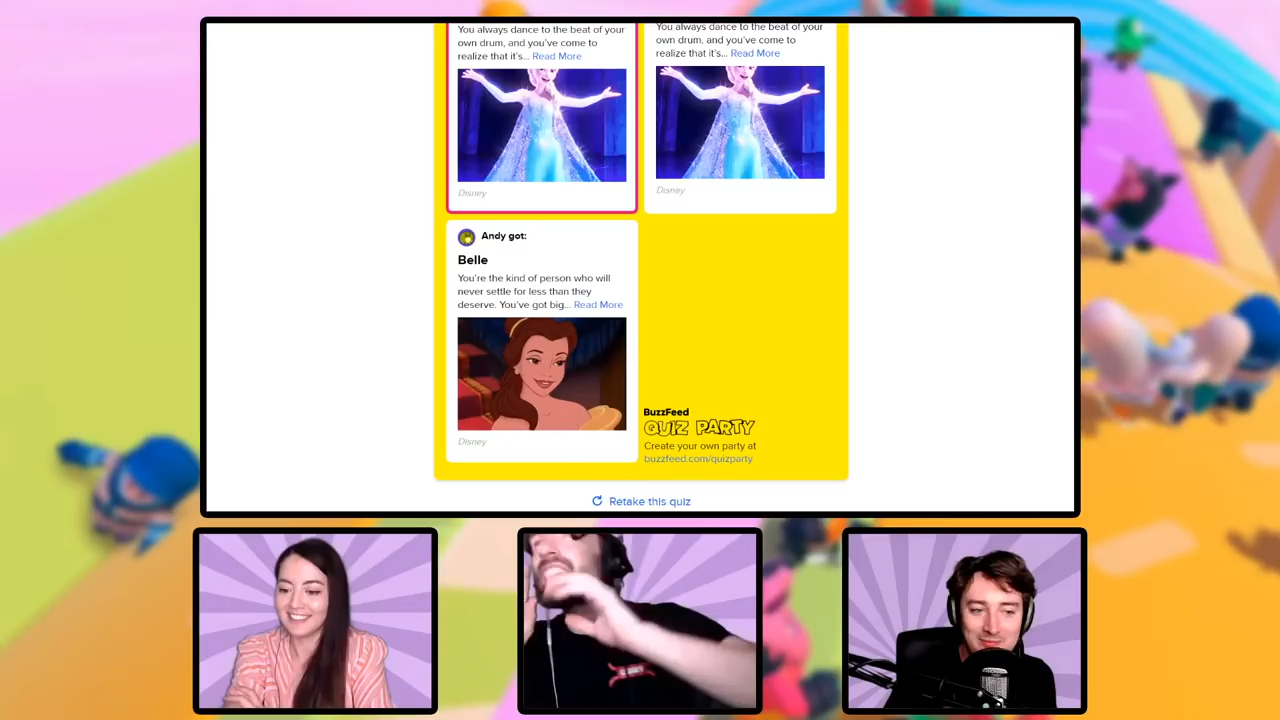 You always dance to the beat of your
own drum, and you've come to
realize that it's... Read More
Disney
You always dance to the beat of your
own drum, and you've come to
realize that it's... Read More
Disney
Andy got:
Belle
You're the kind of person who will
never settle for less than they
deserve. You've got big... Read More
Disney
BuzzFeed
QUIZ PARTY
Create your own party at
buzzfeed.com/quizparty
Retake this quiz